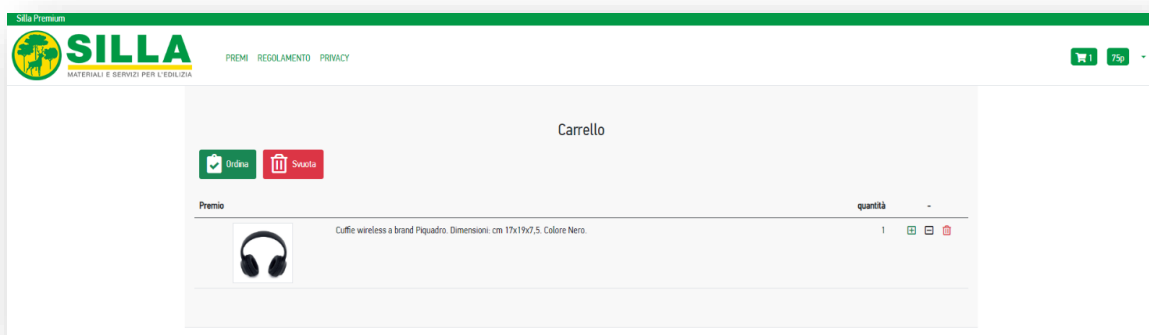 Silla Premium
SILLA
MATERIALI E SERVIZI PER L'EDILIZIA
PREMI REGOLAMENTO PRIVACY
1 75p
Carrello
Ordina Svuota
Premio quantità -
Cuffie wireless a brand Piquadro. Dimensioni: cm 17x19x7,5. Colore Nero. 1